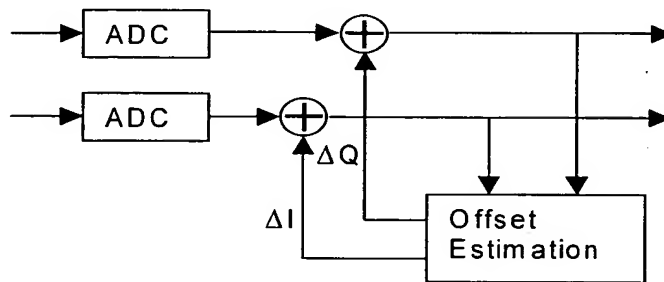 ADC
ADC
ΔQ
ΔI
Offset
Estimation